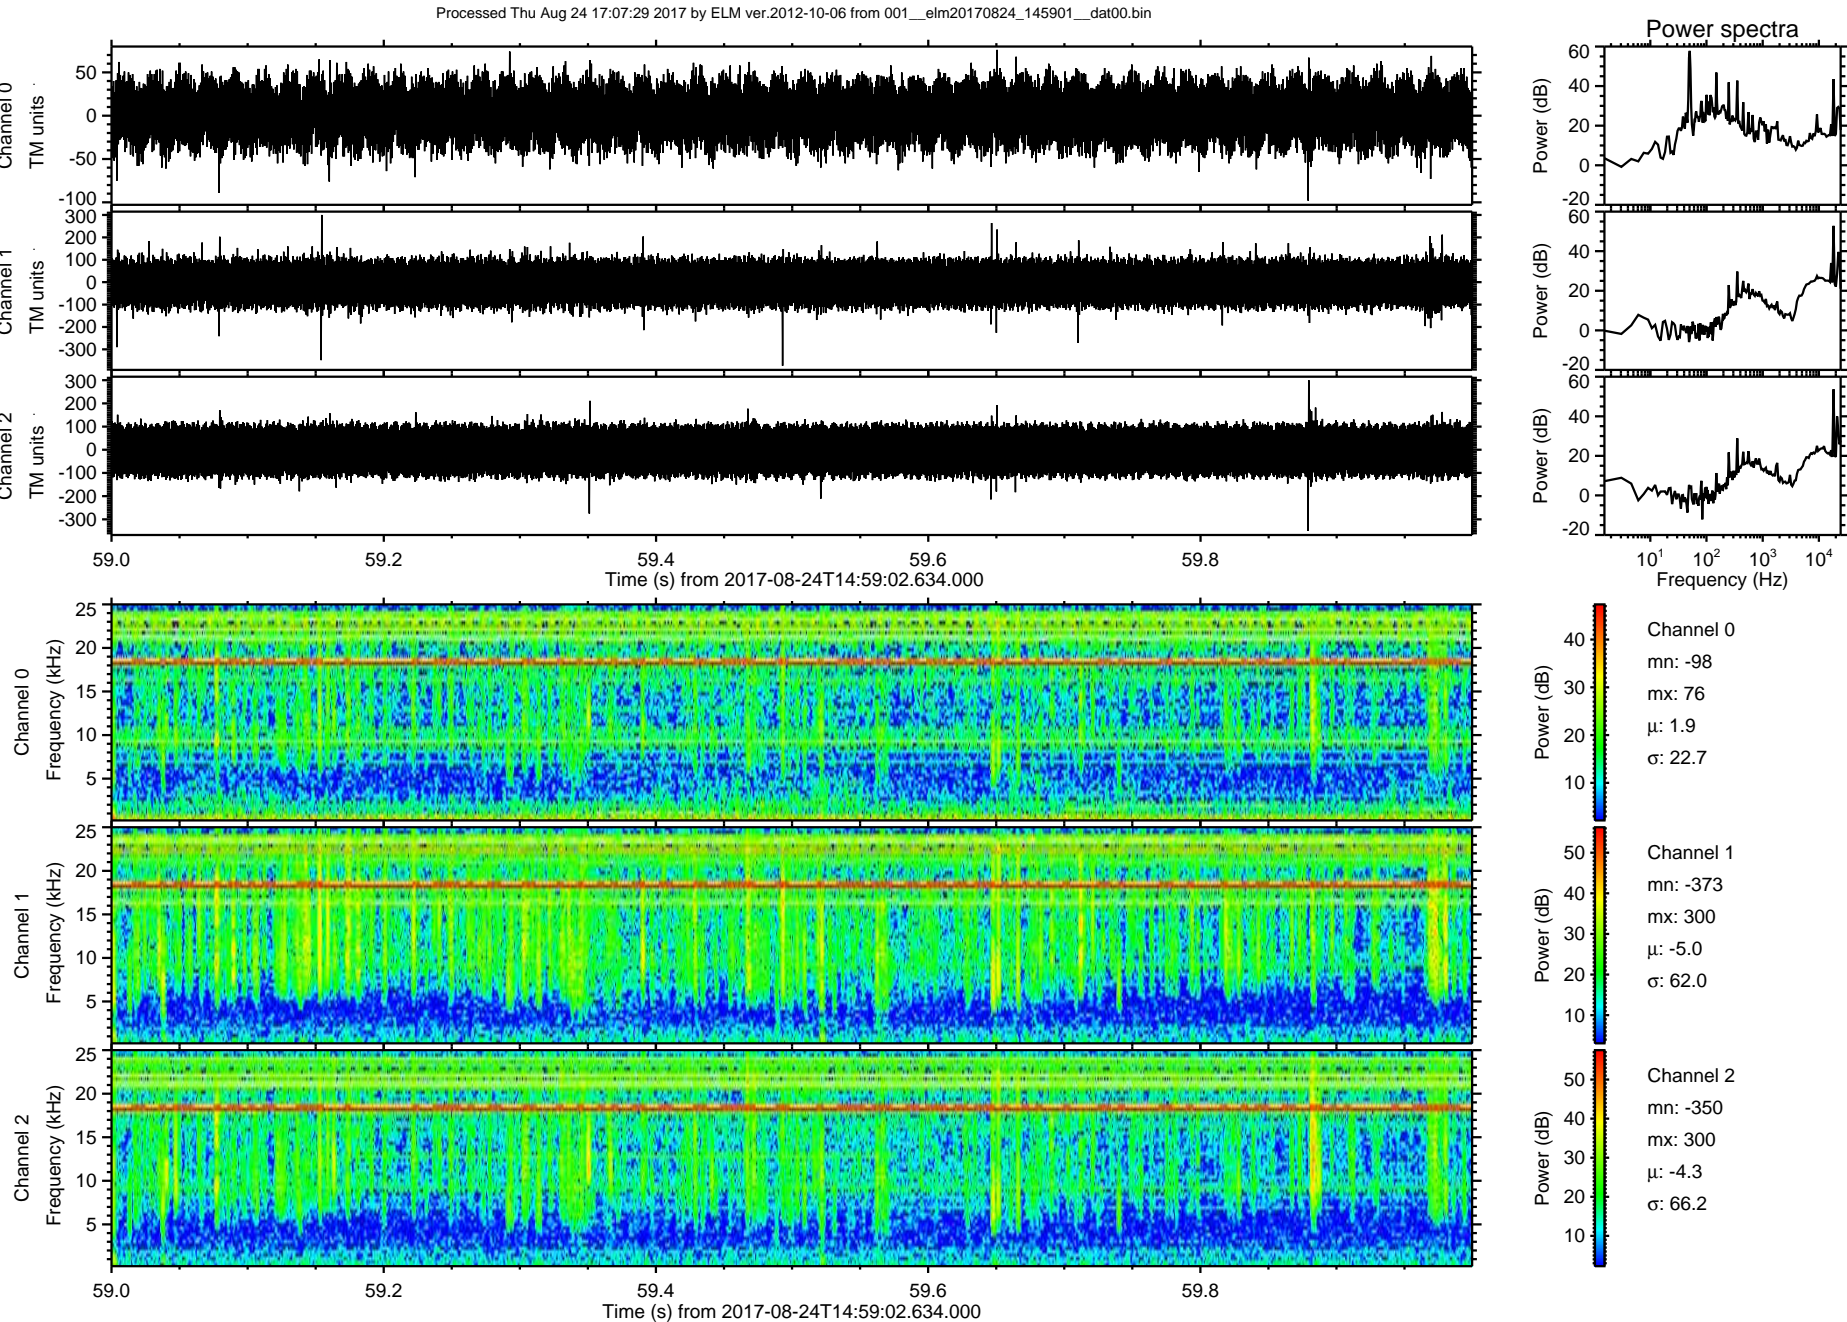 Processed Thu Aug 24 17:07:29 2017 by ELM ver.2012-10-06 from 001__elm20170824_145901__dat00.bin
Power spectra
Channel 0
TM units
50
0
-50
-100
Power (dB)
60
40
20
0
-20
Channel 1
TM units
300
200
100
0
-100
-200
-300
Power (dB)
60
40
20
0
-20
Channel 2
TM units
300
200
100
0
-100
-200
-300
Power (dB)
60
40
20
0
-20
59.0 59.2 59.4 59.6 59.8
Time (s) from 2017-08-24T14:59:02.634.000
10¹ 10² 10³ 10⁴
Frequency (Hz)
Channel 0
Frequency (kHz)
25
20
15
10
5
Power (dB)
40
30
20
10
Channel 0
mn: -98
mx: 76
μ: 1.9
σ: 22.7
Channel 1
Frequency (kHz)
25
20
15
10
5
Power (dB)
50
40
30
20
10
Channel 1
mn: -373
mx: 300
μ: -5.0
σ: 62.0
Channel 2
Frequency (kHz)
25
20
15
10
5
Power (dB)
50
40
30
20
10
Channel 2
mn: -350
mx: 300
μ: -4.3
σ: 66.2
59.0 59.2 59.4 59.6 59.8
Time (s) from 2017-08-24T14:59:02.634.000